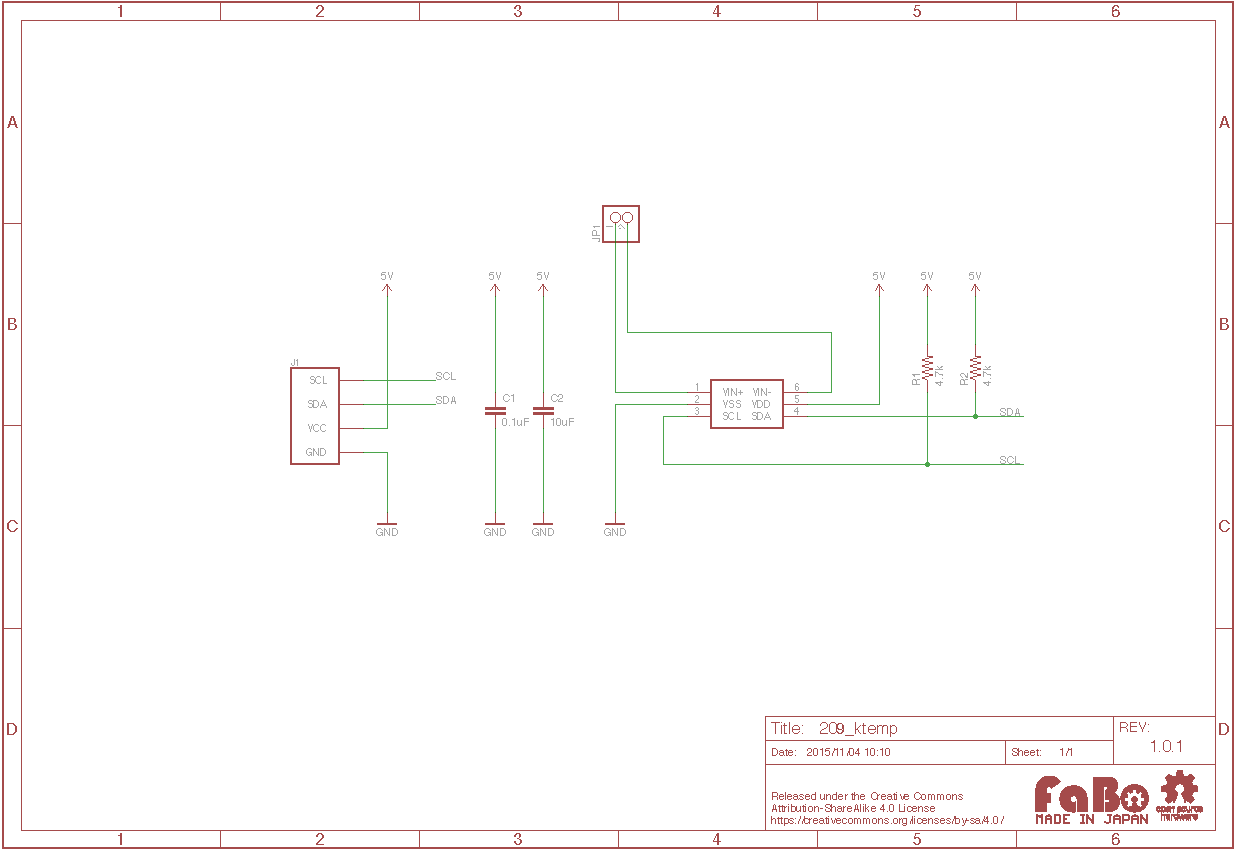 1 2 3 4 5 6
A A
JP1
1 2
5V 5V 5V 5V 5V 5V
B B
J1
SCL SCL
SDA SDA
VCC
GND
C1
0.1uF
C2
10uF
1 VIN+ VIN- 6
2 VSS VDD 5
3 SCL SDA 4
R1
4.7k
R2
4.7k
SDA
SCL
C C
GND GND GND GND
D D
Title: 209_ktemp
REV:
1.0.1
Date: 2015/11/04 10:10
Sheet: 1/1
Released under the Creative Commons
Attribution-ShareAlike 4.0 License
https://creativecommons.org/licenses/by-sa/4.0/
FaBo
MADE IN JAPAN
open source
hardware
1 2 3 4 5 6